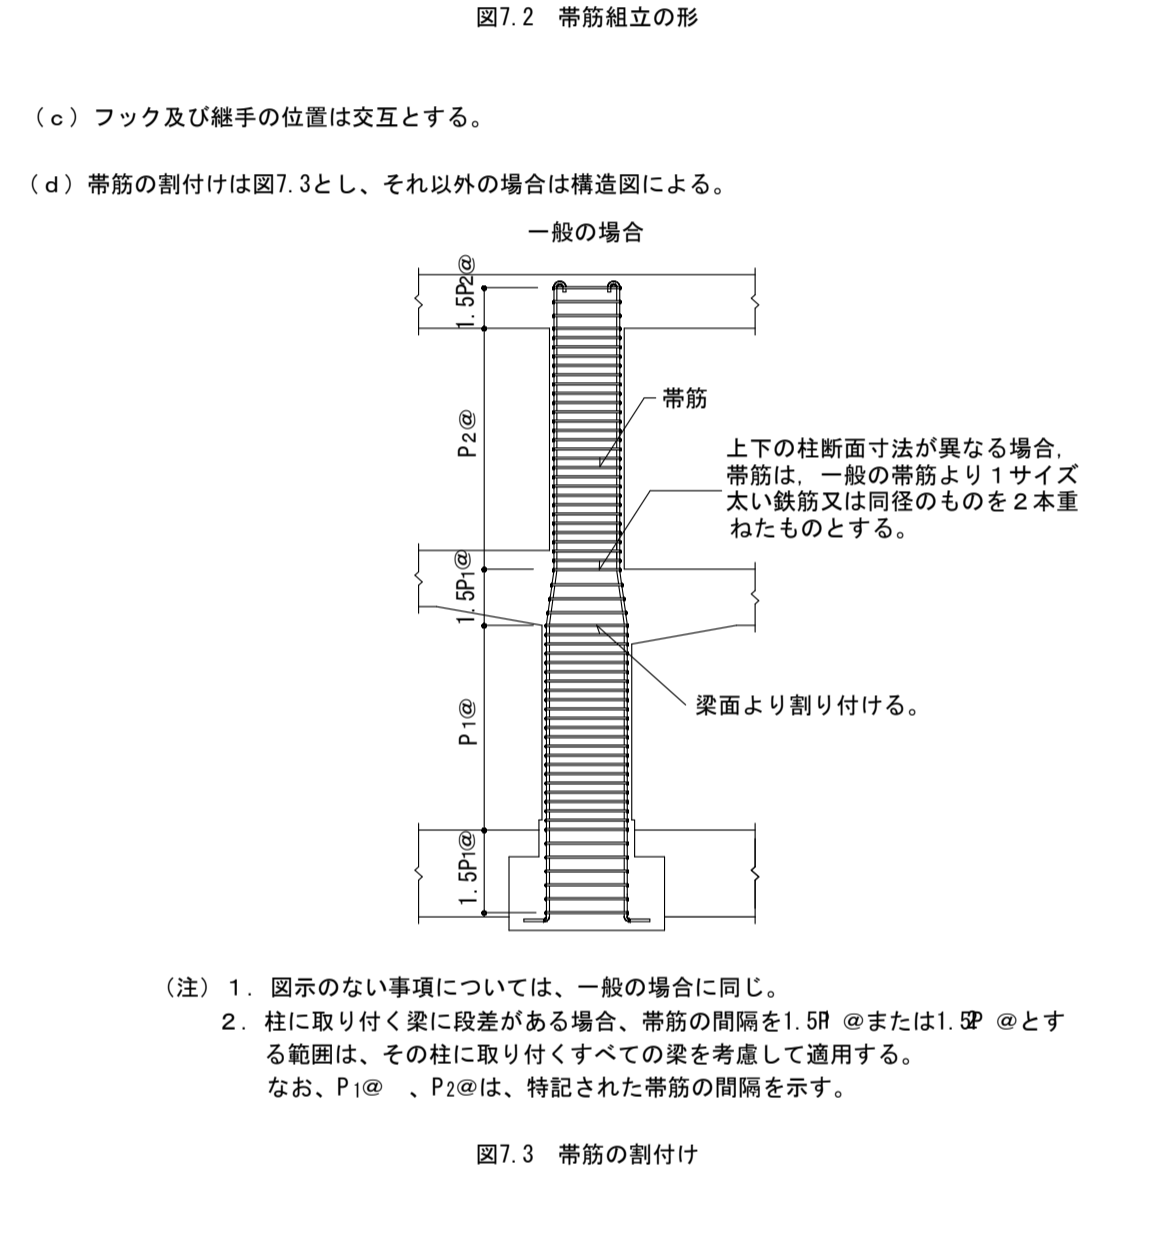 図7.2　帯筋組立の形
（ｃ）フック及び継手の位置は交互とする。
（ｄ）帯筋の割付けは図7.3とし、それ以外の場合は構造図による。
一般の場合
1.5P2@
P2@
1.5P1@
P1@
1.5P1@
帯筋
上下の柱断面寸法が異なる場合,
帯筋は，一般の帯筋より１サイズ
太い鉄筋又は同径のものを２本重
ねたものとする。
梁面より割り付ける。
（注）１．図示のない事項については、一般の場合に同じ。
２．柱に取り付く梁に段差がある場合、帯筋の間隔を1.5P1 @または1.5P2 @とす
る範囲は、その柱に取り付くすべての梁を考慮して適用する。
なお、P1@　、P2@は、特記された帯筋の間隔を示す。
図7.3　帯筋の割付け